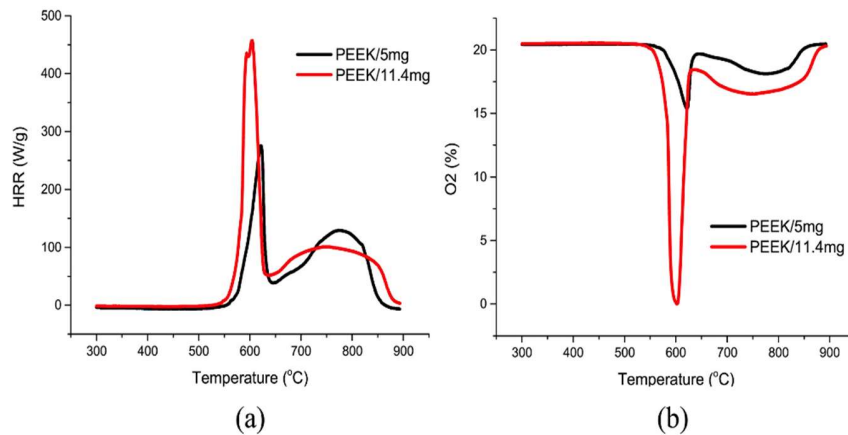 500
400
300
200
100
0
HRR (W/g)
PEEK/5mg
PEEK/11.4mg
300 400 500 600 700 800 900
Temperature (°C)
(a)
20
15
10
5
0
O2 (%)
PEEK/5mg
PEEK/11.4mg
300 400 500 600 700 800 900
Temperature (°C)
(b)